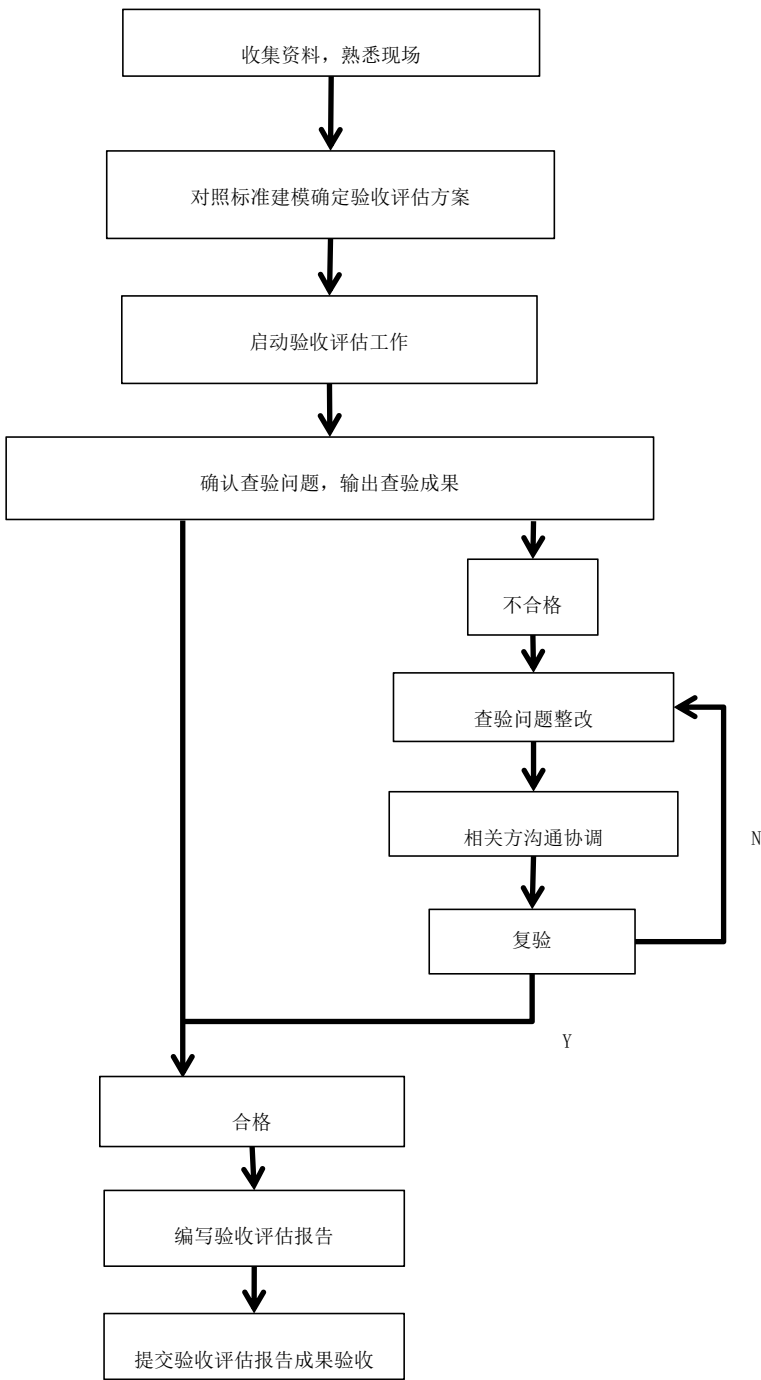 收集资料，熟悉现场
对照标准建模确定验收评估方案
启动验收评估工作
确认查验问题，输出查验成果
不合格
查验问题整改
相关方沟通协调
N
复验
Y
合格
编写验收评估报告
提交验收评估报告成果验收